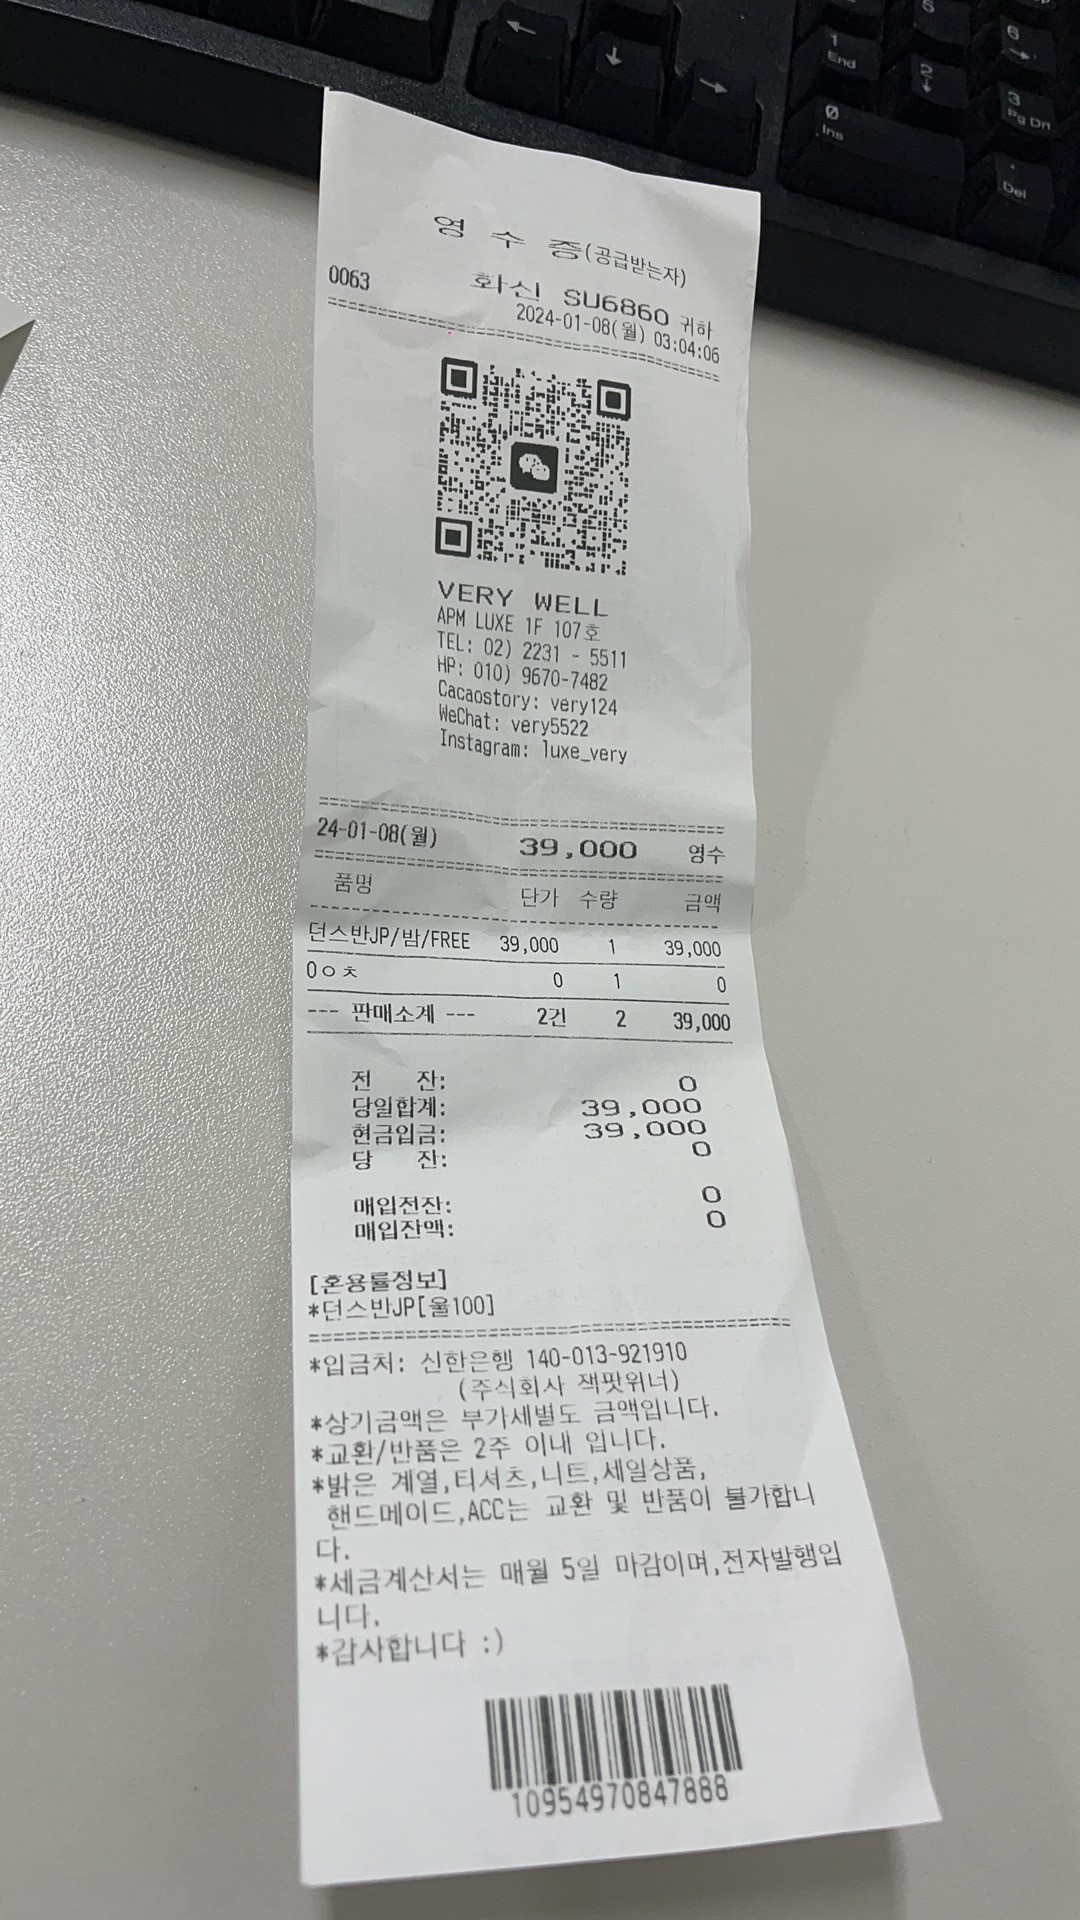 영 수 증(공급받는자)
0063 화신 SU6860 귀하
2024-01-08(월) 03:04:06
VERY WELL
APM LUXE 1F 107호
TEL: 02) 2231 - 5511
HP: 010) 9670-7482
Cacaostory: very124
WeChat: very5522
Instagram: luxe_very
24-01-08(월) 39,000 영수
품명 단가 수량 금액
던스반JP/밤/FREE 39,000 1 39,000
0ㅇㅊ 0 1 0
--- 판매소계 --- 2건 2 39,000
전 잔: 0
당일합계: 39,000
현금입금: 39,000
당 잔: 0
매입전잔: 0
매입잔액: 0
[혼용률정보]
*던스반JP[울100]
*입금처: 신한은행 140-013-921910
(주식회사 잭팟위너)
*상기금액은 부가세별도 금액입니다.
*교환/반품은 2주 이내 입니다.
*밝은 계열,티셔츠,니트,세일상품,
핸드메이드,ACC는 교환 및 반품이 불가합니
다.
*세금계산서는 매월 5일 마감이며,전자발행입
니다.
*감사합니다 :)
10954970847888
← ↓ →
1 End
2 ↓
3 Pg Dn
0 Ins
. Del
5
6 →